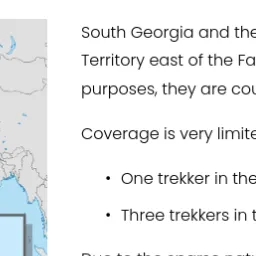 South Georgia and the
Territory east of the Fa
purposes, they are cou
Coverage is very limite
• One trekker in the
• Three trekkers in t